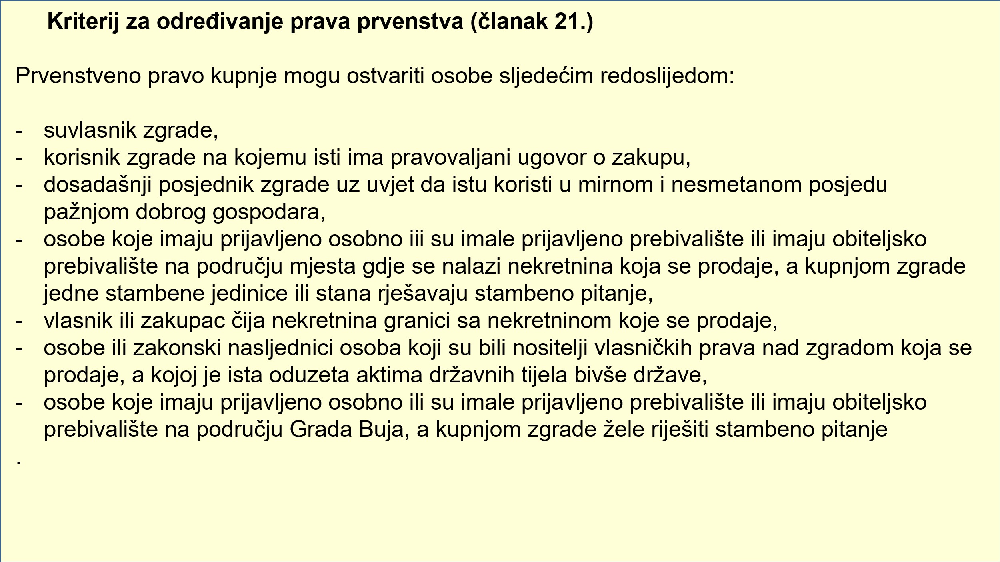 Kriterij za određivanje prava prvenstva (članak 21.)
Prvenstveno pravo kupnje mogu ostvariti osobe sljedećim redoslijedom:
- suvlasnik zgrade,
- korisnik zgrade na kojemu isti ima pravovaljani ugovor o zakupu,
- dosadašnji posjednik zgrade uz uvjet da istu koristi u mirnom i nesmetanom posjedu
pažnjom dobrog gospodara,
- osobe koje imaju prijavljeno osobno iii su imale prijavljeno prebivalište ili imaju obiteljsko
prebivalište na području mjesta gdje se nalazi nekretnina koja se prodaje, a kupnjom zgrade
jedne stambene jedinice ili stana rješavaju stambeno pitanje,
- vlasnik ili zakupac čija nekretnina granici sa nekretninom koje se prodaje,
- osobe ili zakonski nasljednici osoba koji su bili nositelji vlasničkih prava nad zgradom koja se
prodaje, a kojoj je ista oduzeta aktima državnih tijela bivše države,
- osobe koje imaju prijavljeno osobno ili su imale prijavljeno prebivalište ili imaju obiteljsko
prebivalište na području Grada Buja, a kupnjom zgrade žele riješiti stambeno pitanje
.